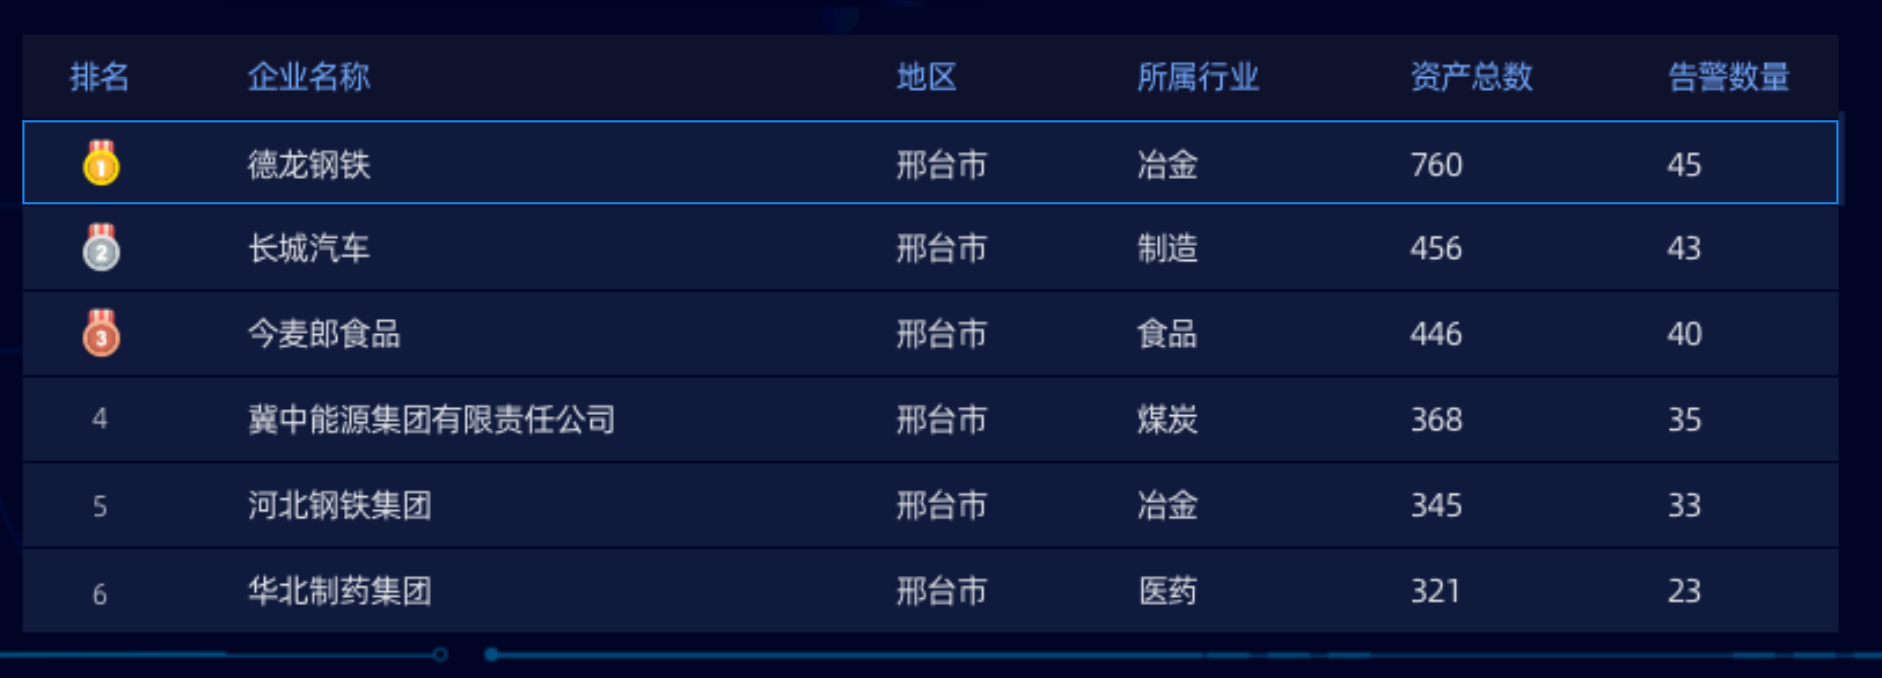 排名 企业名称 地区 所属行业 资产总数 告警数量
1 德龙钢铁 邢台市 冶金 760 45
2 长城汽车 邢台市 制造 456 43
3 今麦郎食品 邢台市 食品 446 40
4 冀中能源集团有限责任公司 邢台市 煤炭 368 35
5 河北钢铁集团 邢台市 冶金 345 33
6 华北制药集团 邢台市 医药 321 23